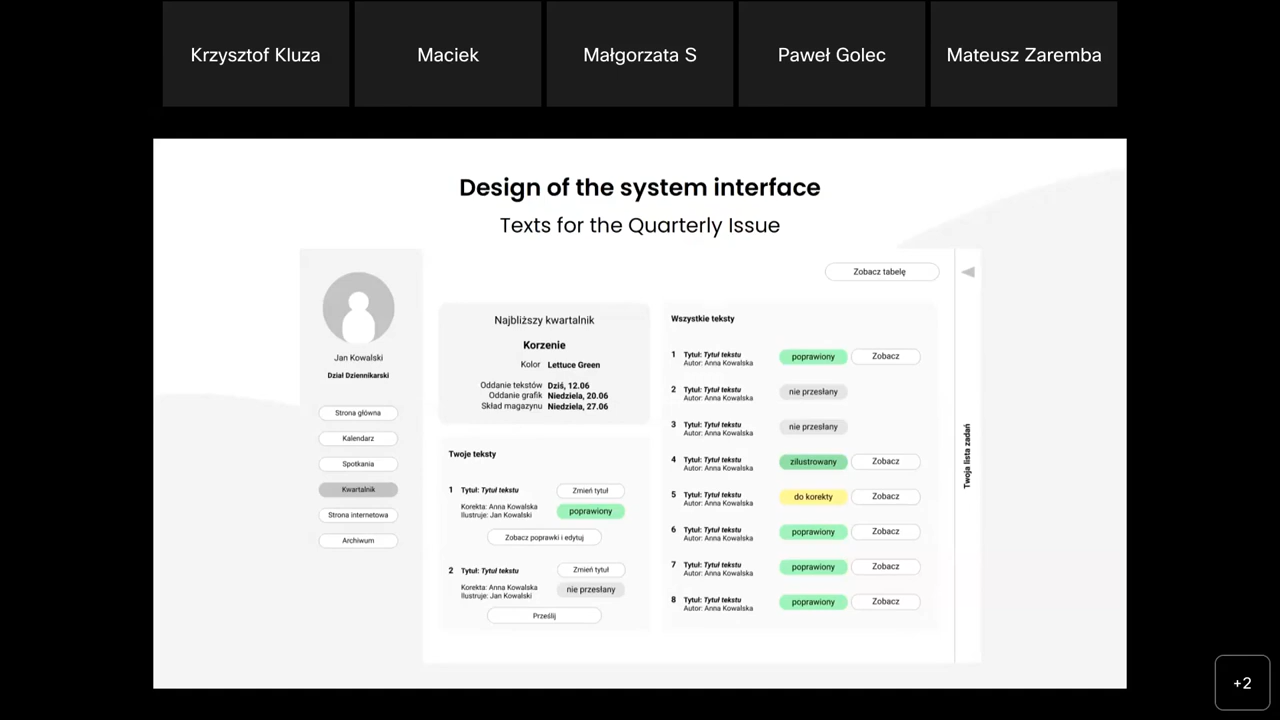 Krzysztof Kluza
Maciek
Małgorzata S
Paweł Golec
Mateusz Zaremba
Design of the system interface
Texts for the Quarterly Issue
Jan Kowalski
Dział Dziennikarski
Strona główna
Kalendarz
Spotkania
Kwartalnik
Strona internetowa
Archiwum
Najbliższy kwartalnik
Korzenie
Kolor Lettuce Green
Oddanie tekstów Dziś, 12.06
Oddanie grafik Niedziela, 20.06
Skład magazynu Niedziela, 27.06
Twoje teksty
1 Tytuł: Tytuł tekstu Zmień tytuł
Korekta: Anna Kowalska
Ilustruje: Jan Kowalski
poprawiony
Zobacz poprawki i edytuj
2 Tytuł: Tytuł tekstu Zmień tytuł
Korekta: Anna Kowalska
Ilustruje: Jan Kowalski
nie przesłany
Prześlij
Zobacz tabelę
Wszystkie teksty
1 Tytuł: Tytuł tekstu
Autor: Anna Kowalska
poprawiony Zobacz
2 Tytuł: Tytuł tekstu
Autor: Anna Kowalska
nie przesłany
3 Tytuł: Tytuł tekstu
Autor: Anna Kowalska
nie przesłany
4 Tytuł: Tytuł tekstu
Autor: Anna Kowalska
zilustrowany Zobacz
5 Tytuł: Tytuł tekstu
Autor: Anna Kowalska
do korekty Zobacz
6 Tytuł: Tytuł tekstu
Autor: Anna Kowalska
poprawiony Zobacz
7 Tytuł: Tytuł tekstu
Autor: Anna Kowalska
poprawiony Zobacz
8 Tytuł: Tytuł tekstu
Autor: Anna Kowalska
poprawiony Zobacz
Twoja lista zadań
+2